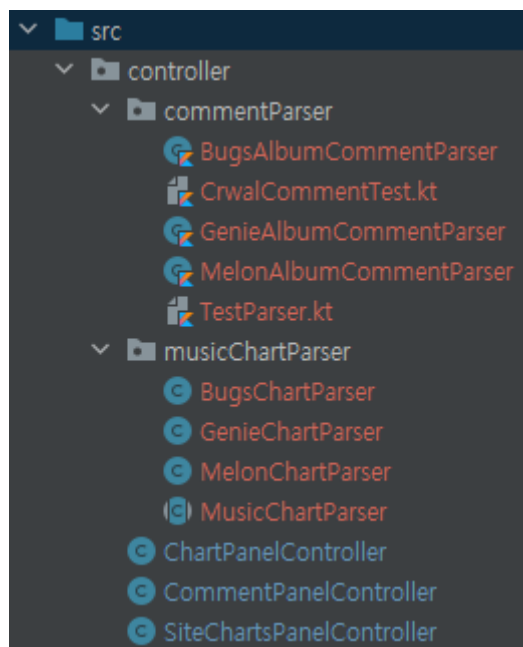 src
controller
commentParser
BugsAlbumCommentParser
CrwalCommentTest.kt
GenieAlbumCommentParser
MelonAlbumCommentParser
TestParser.kt
musicChartParser
BugsChartParser
GenieChartParser
MelonChartParser
MusicChartParser
ChartPanelController
CommentPanelController
SiteChartsPanelController